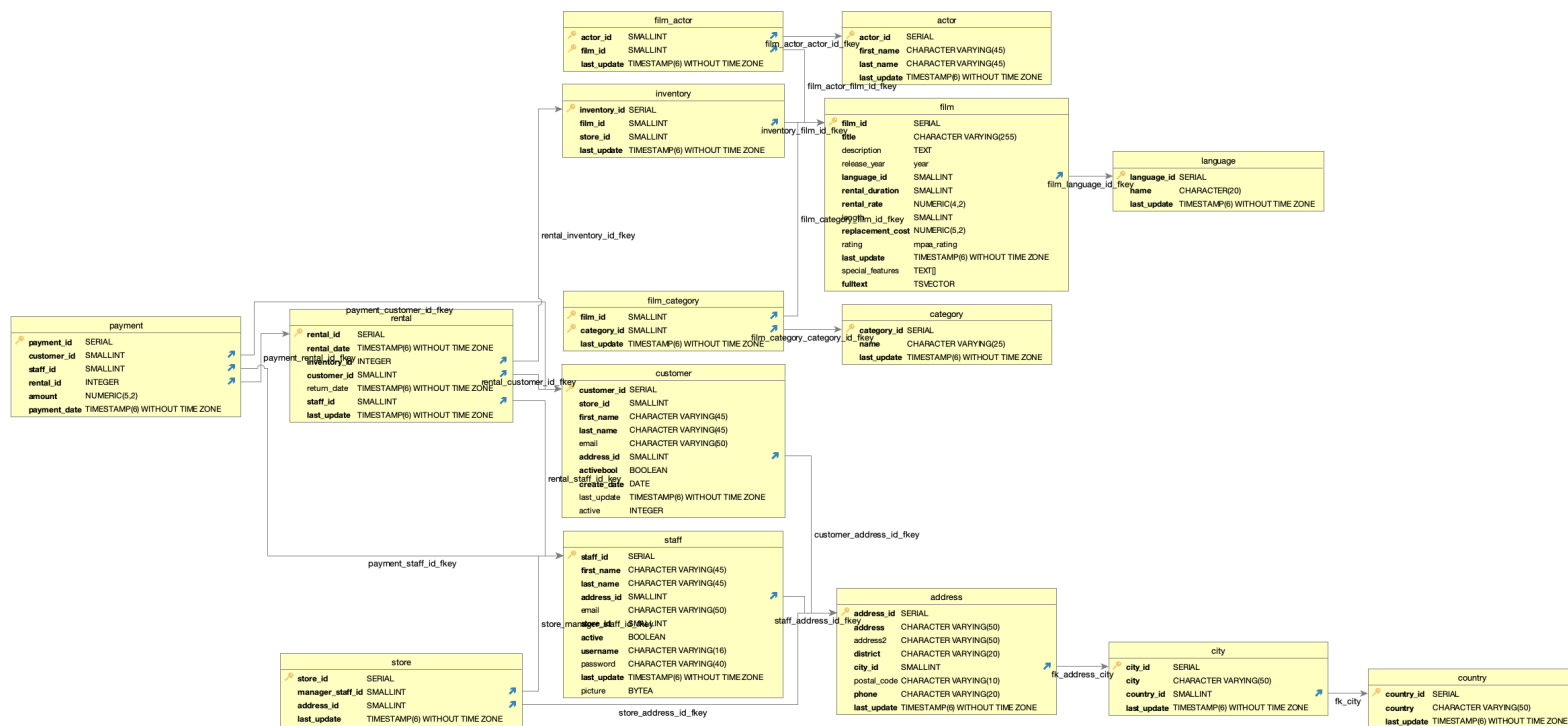 film_actor
actor_id SMALLINT
film_id SMALLINT
last_update TIMESTAMP(6) WITHOUT TIME ZONE
film_actor_actor_id_fkey
film_actor_film_id_fkey
actor
actor_id SERIAL
first_name CHARACTER VARYING(45)
last_name CHARACTER VARYING(45)
last_update TIMESTAMP(6) WITHOUT TIME ZONE
inventory
inventory_id SERIAL
film_id SMALLINT
store_id SMALLINT
last_update TIMESTAMP(6) WITHOUT TIME ZONE
inventory_film_id_fkey
film
film_id SERIAL
title CHARACTER VARYING(255)
description TEXT
release_year year
language_id SMALLINT
rental_duration SMALLINT
rental_rate NUMERIC(4,2)
length SMALLINT
replacement_cost NUMERIC(5,2)
rating mpaa_rating
last_update TIMESTAMP(6) WITHOUT TIME ZONE
special_features TEXT[]
fulltext TSVECTOR
film_language_id_fkey
language
language_id SERIAL
name CHARACTER(20)
last_update TIMESTAMP(6) WITHOUT TIME ZONE
film_category_film_id_fkey
rental_inventory_id_fkey
film_category
film_id SMALLINT
category_id SMALLINT
last_update TIMESTAMP(6) WITHOUT TIME ZONE
film_category_category_id_fkey
category
category_id SERIAL
name CHARACTER VARYING(25)
last_update TIMESTAMP(6) WITHOUT TIME ZONE
payment
payment_id SERIAL
customer_id SMALLINT
staff_id SMALLINT
rental_id INTEGER
amount NUMERIC(5,2)
payment_date TIMESTAMP(6) WITHOUT TIME ZONE
payment_customer_id_fkey
payment_rental_id_fkey
rental
rental_id SERIAL
rental_date TIMESTAMP(6) WITHOUT TIME ZONE
inventory_id INTEGER
customer_id SMALLINT
return_date TIMESTAMP(6) WITHOUT TIME ZONE
staff_id SMALLINT
last_update TIMESTAMP(6) WITHOUT TIME ZONE
rental_customer_id_fkey
customer
customer_id SERIAL
store_id SMALLINT
first_name CHARACTER VARYING(45)
last_name CHARACTER VARYING(45)
email CHARACTER VARYING(50)
address_id SMALLINT
activebool BOOLEAN
create_date DATE
last_update TIMESTAMP(6) WITHOUT TIME ZONE
active INTEGER
rental_staff_id_key
customer_address_id_fkey
payment_staff_id_fkey
staff
staff_id SERIAL
first_name CHARACTER VARYING(45)
last_name CHARACTER VARYING(45)
address_id SMALLINT
email CHARACTER VARYING(50)
store_id SMALLINT
active BOOLEAN
username CHARACTER VARYING(16)
password CHARACTER VARYING(40)
last_update TIMESTAMP(6) WITHOUT TIME ZONE
picture BYTEA
store_manager_staff_id_fkey
staff_address_id_fkey
address
address_id SERIAL
address CHARACTER VARYING(50)
address2 CHARACTER VARYING(50)
district CHARACTER VARYING(20)
city_id SMALLINT
postal_code CHARACTER VARYING(10)
phone CHARACTER VARYING(20)
last_update TIMESTAMP(6) WITHOUT TIME ZONE
fk_address_city
city
city_id SERIAL
city CHARACTER VARYING(50)
country_id SMALLINT
last_update TIMESTAMP(6) WITHOUT TIME ZONE
fk_city
country
country_id SERIAL
country CHARACTER VARYING(50)
last_update TIMESTAMP(6) WITHOUT TIME ZONE
store
store_id SERIAL
manager_staff_id SMALLINT
address_id SMALLINT
last_update TIMESTAMP(6) WITHOUT TIME ZONE
store_address_id_fkey